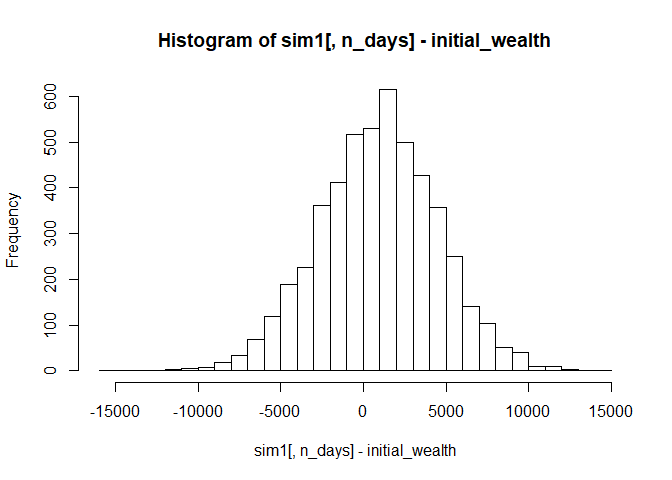 Histogram of sim1[, n_days] - initial_wealth
Frequency
600
500
400
300
200
100
0
-15000 -10000 -5000 0 5000 10000 15000
sim1[, n_days] - initial_wealth